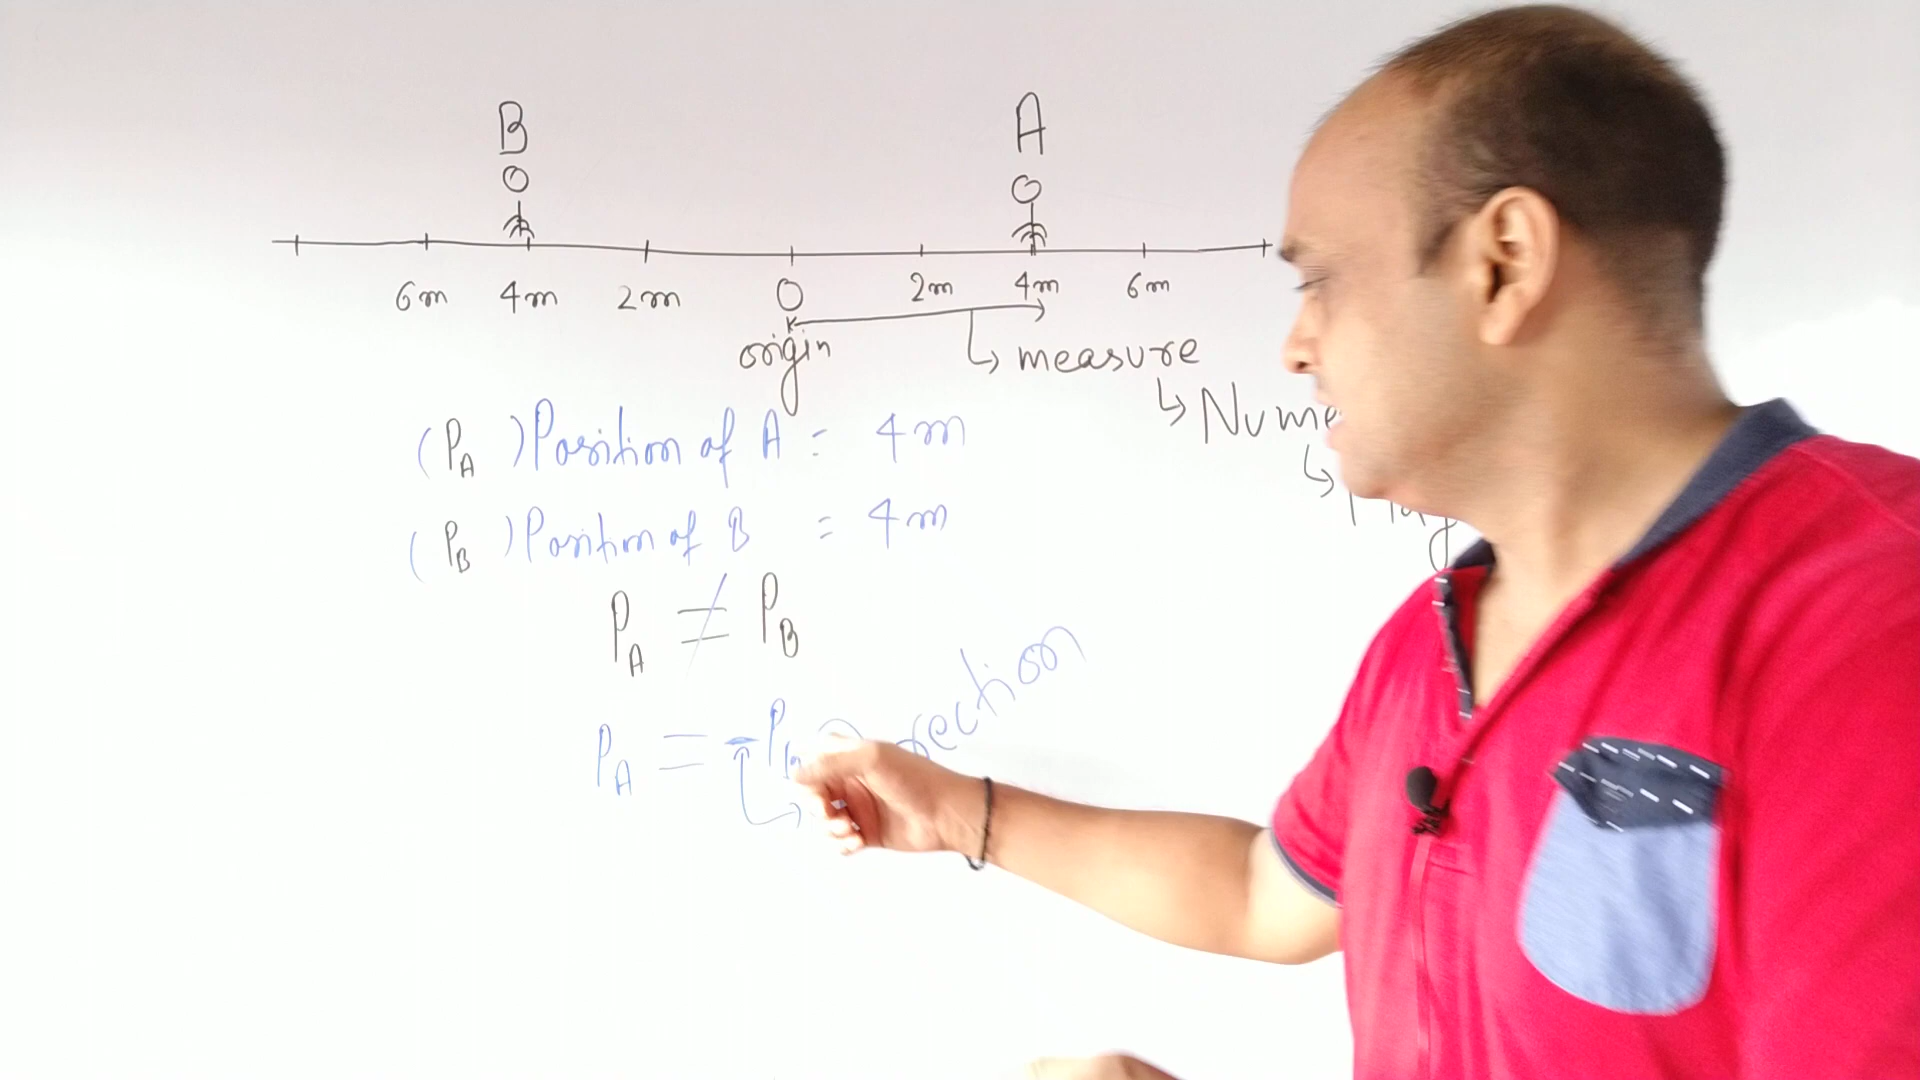 B A
6m 4m 2m 0 2m 4m 6m
origin
measure
(PA) Position of A = 4m
(PB) Position of B = 4m
PA ≠ PB
PA = -PB